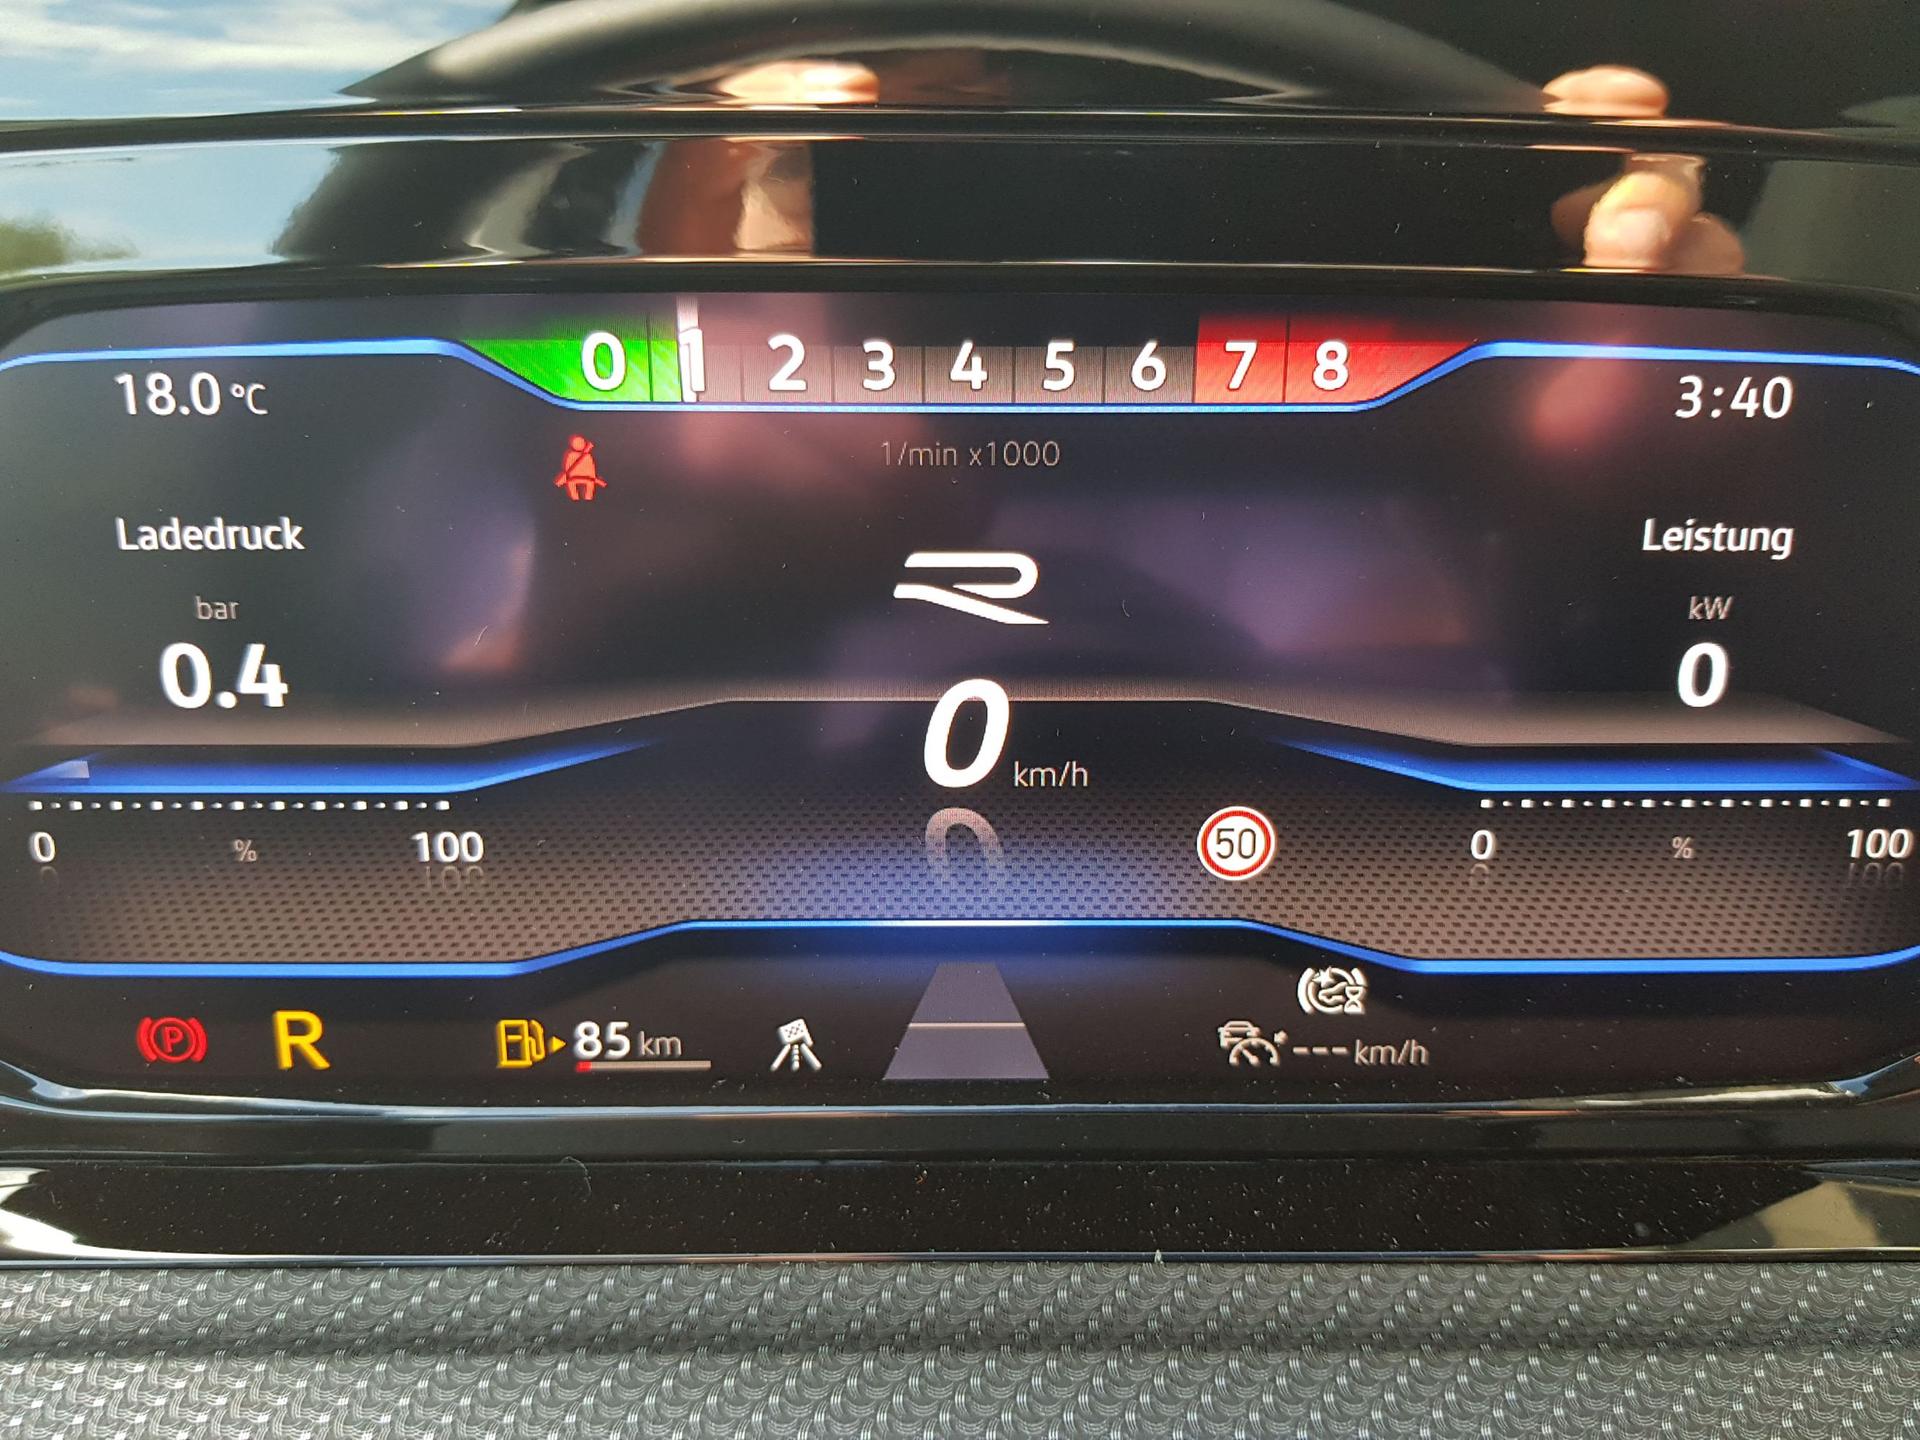 0 1 2 3 4 5 6 7 8
18.0 °C
3:40
1/min x1000
Ladedruck
bar
0.4
Leistung
kW
0
R
0 km/h
50
0 % 100
0 % 100
P
R
85 km
--- km/h